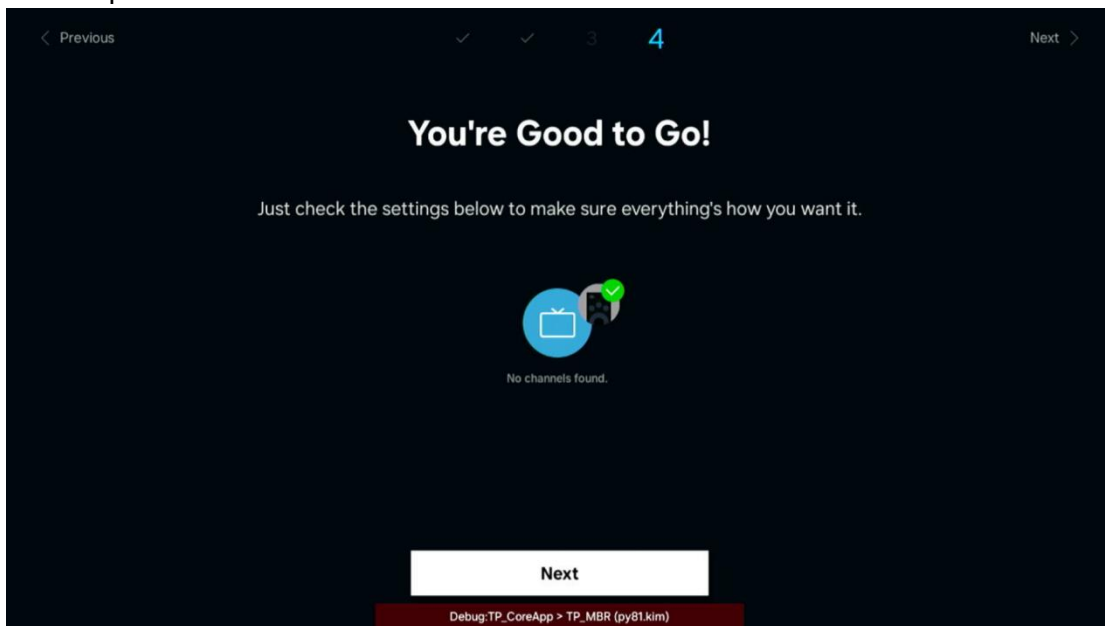 Previous
3
4
Next
You're Good to Go!
Just check the settings below to make sure everything's how you want it.
No channels found.
Next
Debug:TP_CoreApp > TP_MBR (py81.kim)